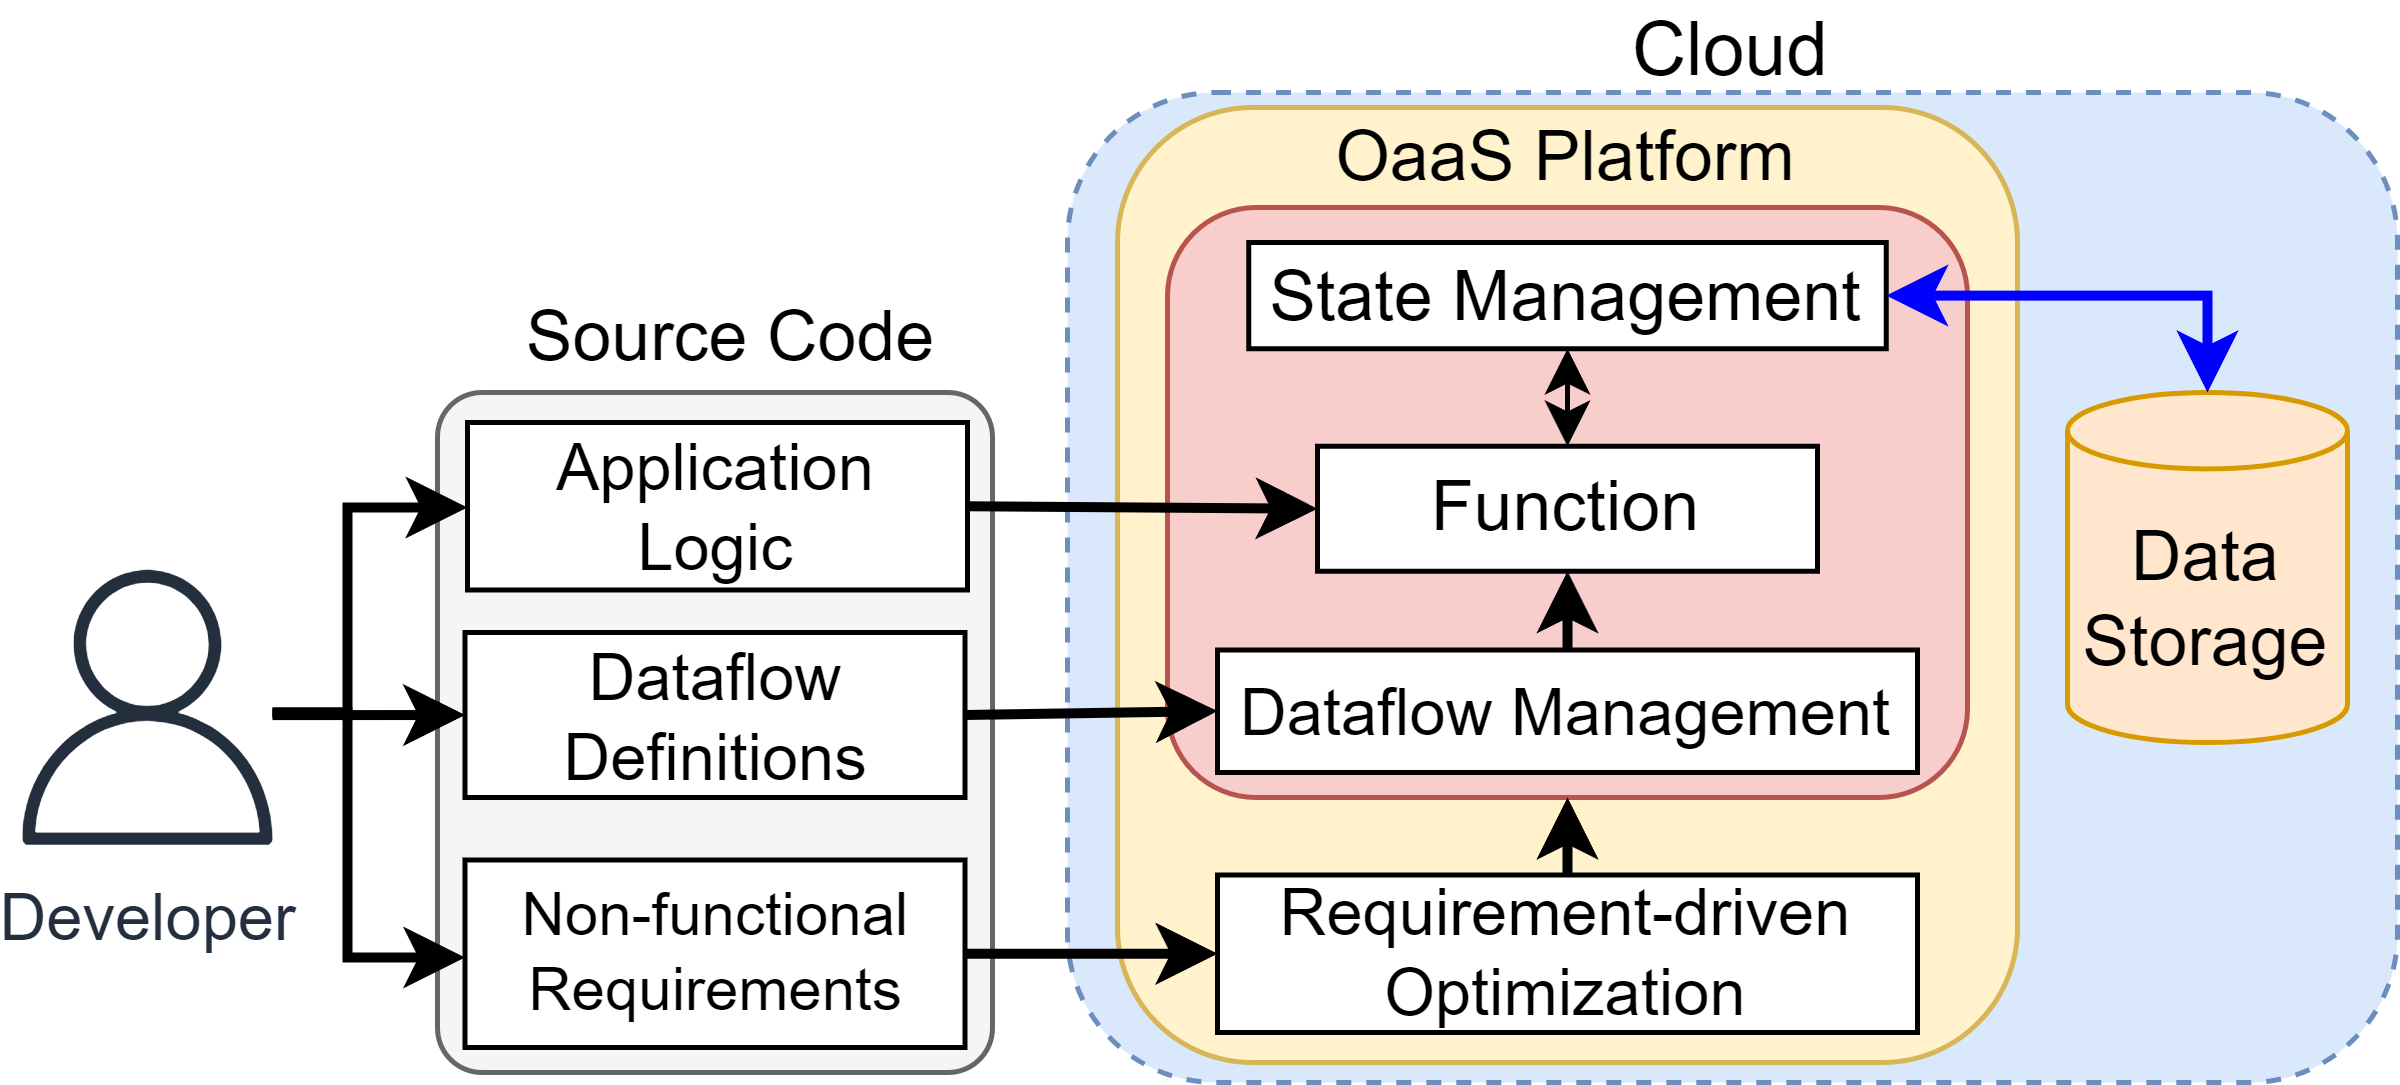 Cloud
OaaS Platform
State Management
Source Code
Application
Logic
Function
Data
Storage
Dataflow
Definitions
Dataflow Management
Developer
Non-functional
Requirements
Requirement-driven
Optimization